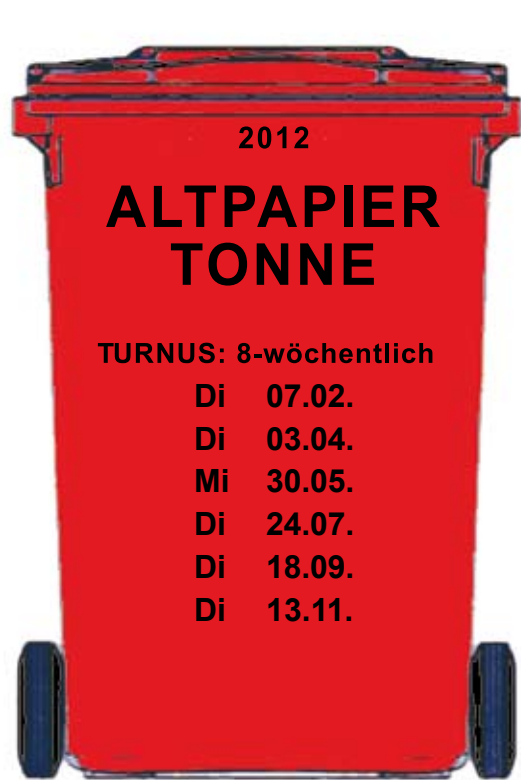 2012
ALTPAPIER
TONNE
TURNUS: 8-wöchentlich
Di 07.02.
Di 03.04.
Mi 30.05.
Di 24.07.
Di 18.09.
Di 13.11.